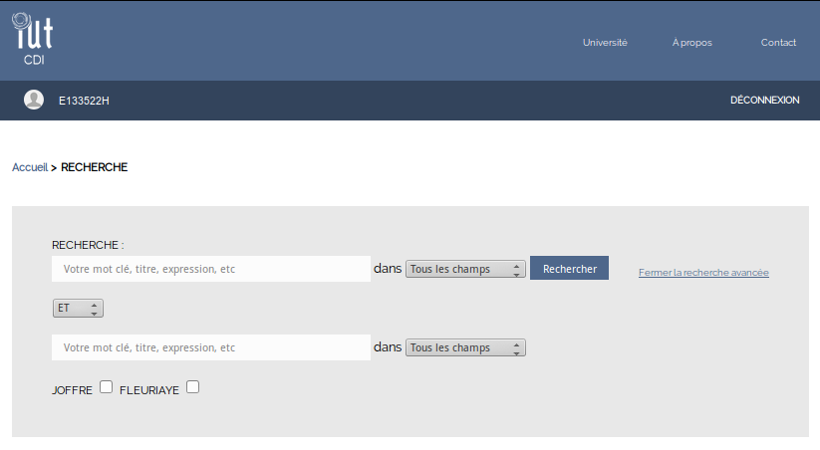 iut
CDI
Université À propos Contact
E133522H DÉCONNEXION
Accueil > RECHERCHE
RECHERCHE :
Votre mot clé, titre, expression, etc dans Tous les champs Rechercher Fermer la recherche avancée
ET
Votre mot clé, titre, expression, etc dans Tous les champs
JOFFRE FLEURIAYE